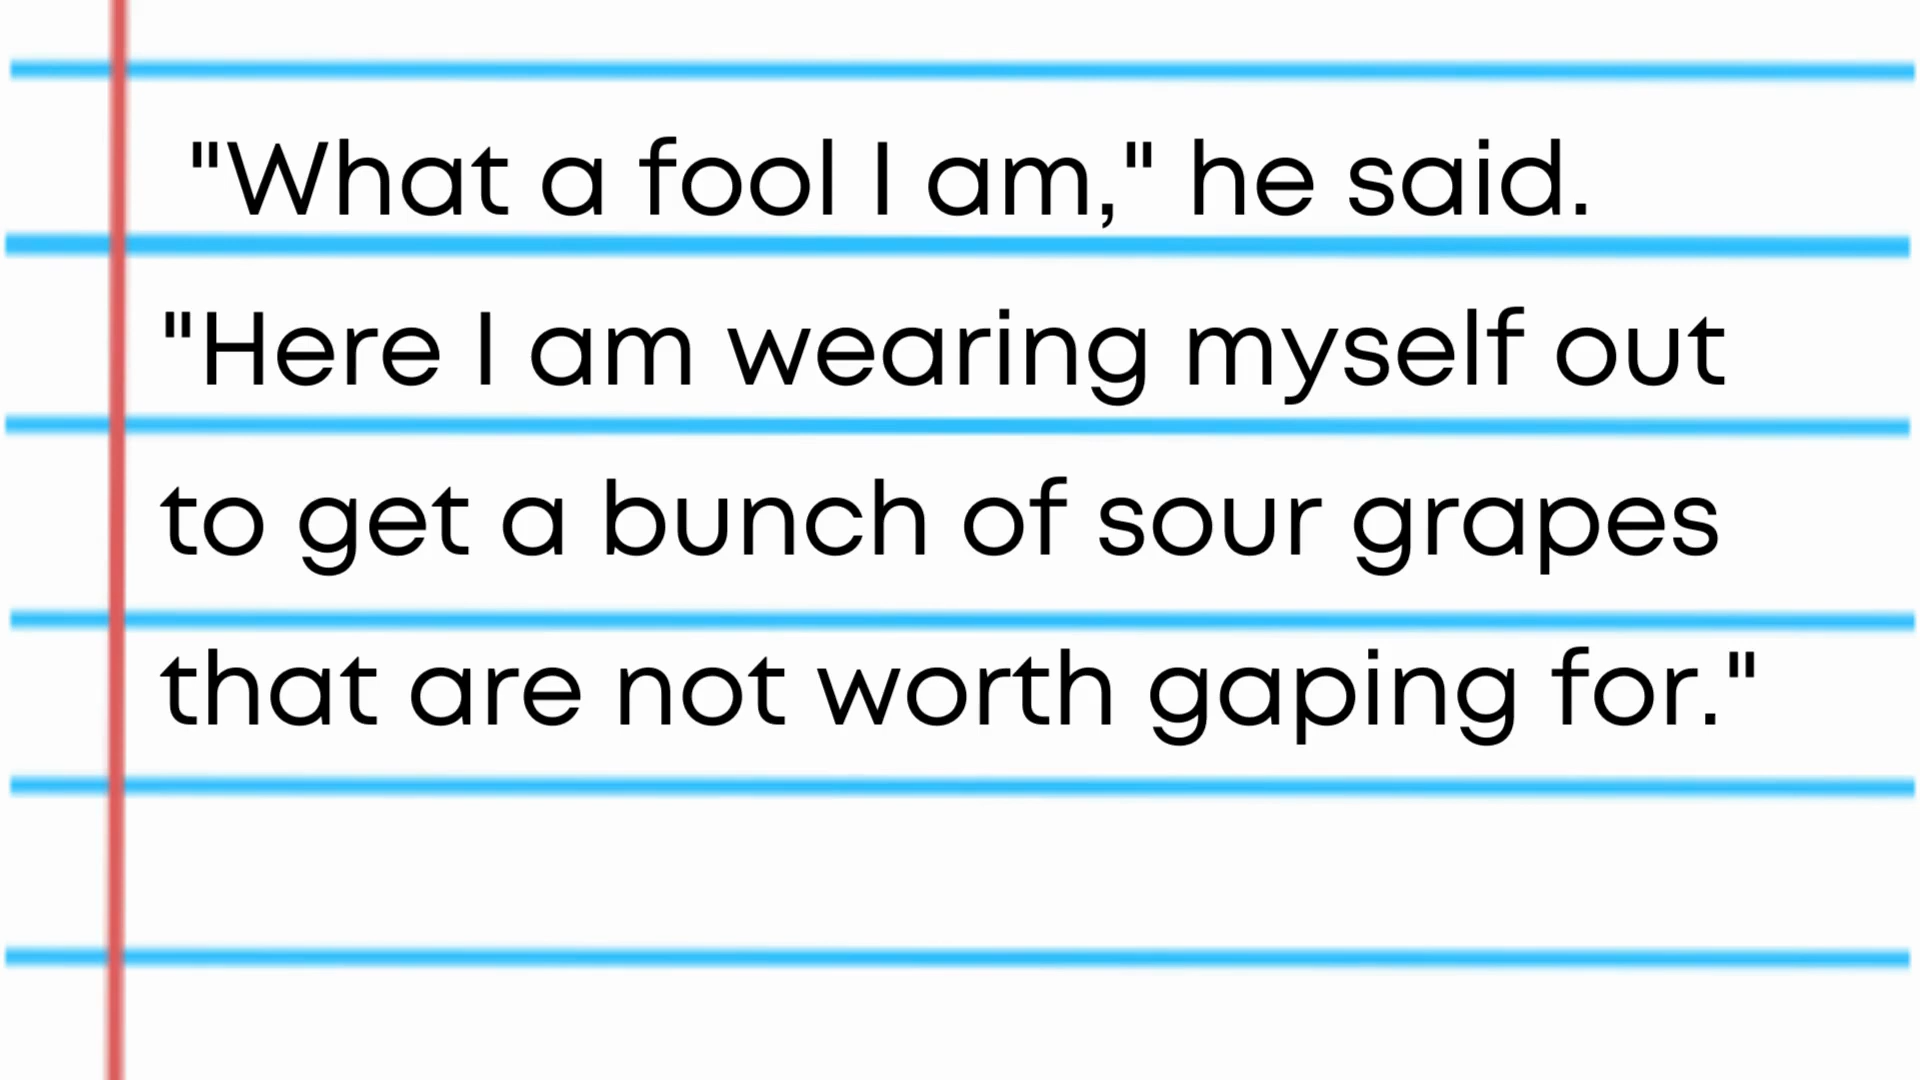 "What a fool I am," he said.
"Here I am wearing myself out
to get a bunch of sour grapes
that are not worth gaping for."